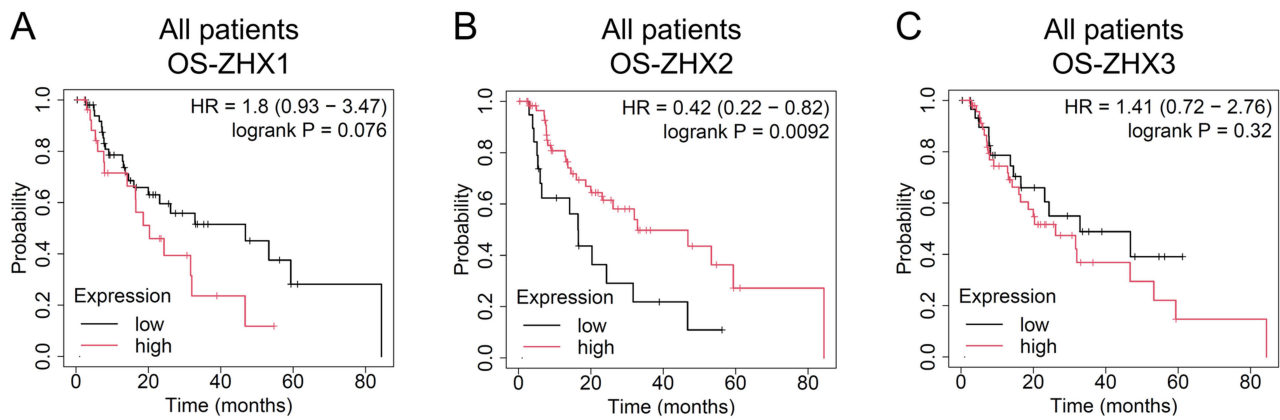 A
All patients
OS-ZHX1
HR = 1.8 (0.93 − 3.47)
logrank P = 0.076
Probability
1.0
0.8
0.6
0.4
0.2
0.0
Expression
low
high
0 20 40 60 80
Time (months)
B
All patients
OS-ZHX2
HR = 0.42 (0.22 − 0.82)
logrank P = 0.0092
Probability
1.0
0.8
0.6
0.4
0.2
0.0
Expression
low
high
0 20 40 60 80
Time (months)
C
All patients
OS-ZHX3
HR = 1.41 (0.72 − 2.76)
logrank P = 0.32
Probability
1.0
0.8
0.6
0.4
0.2
0.0
Expression
low
high
0 20 40 60 80
Time (months)